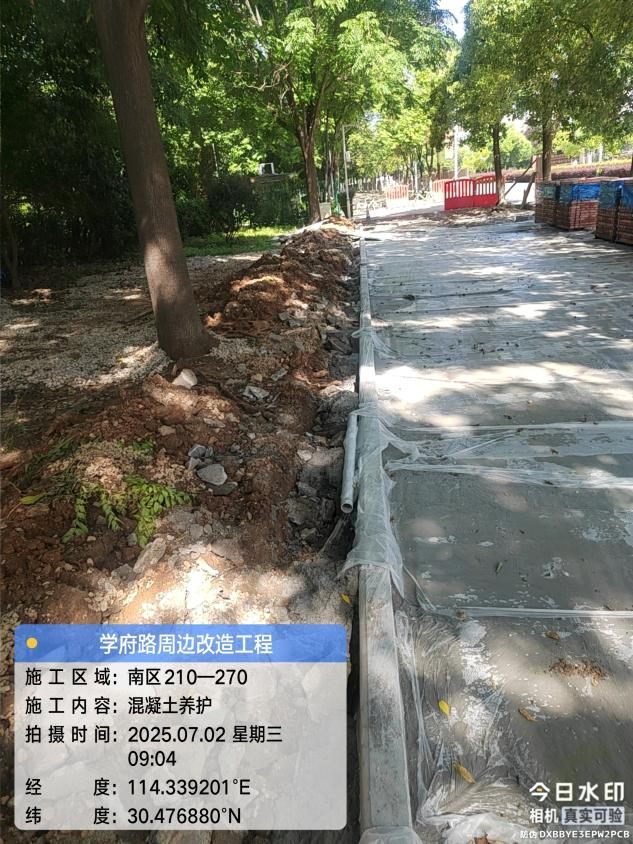 学府路周边改造工程
施工区域：南区210—270
施工内容：混凝土养护
拍摄时间：2025.07.02 星期三
09:04
经度：114.339201°E
纬度：30.476880°N
今日水印
相机 真实可验
防伪 DXBBYE3EPW2PCB